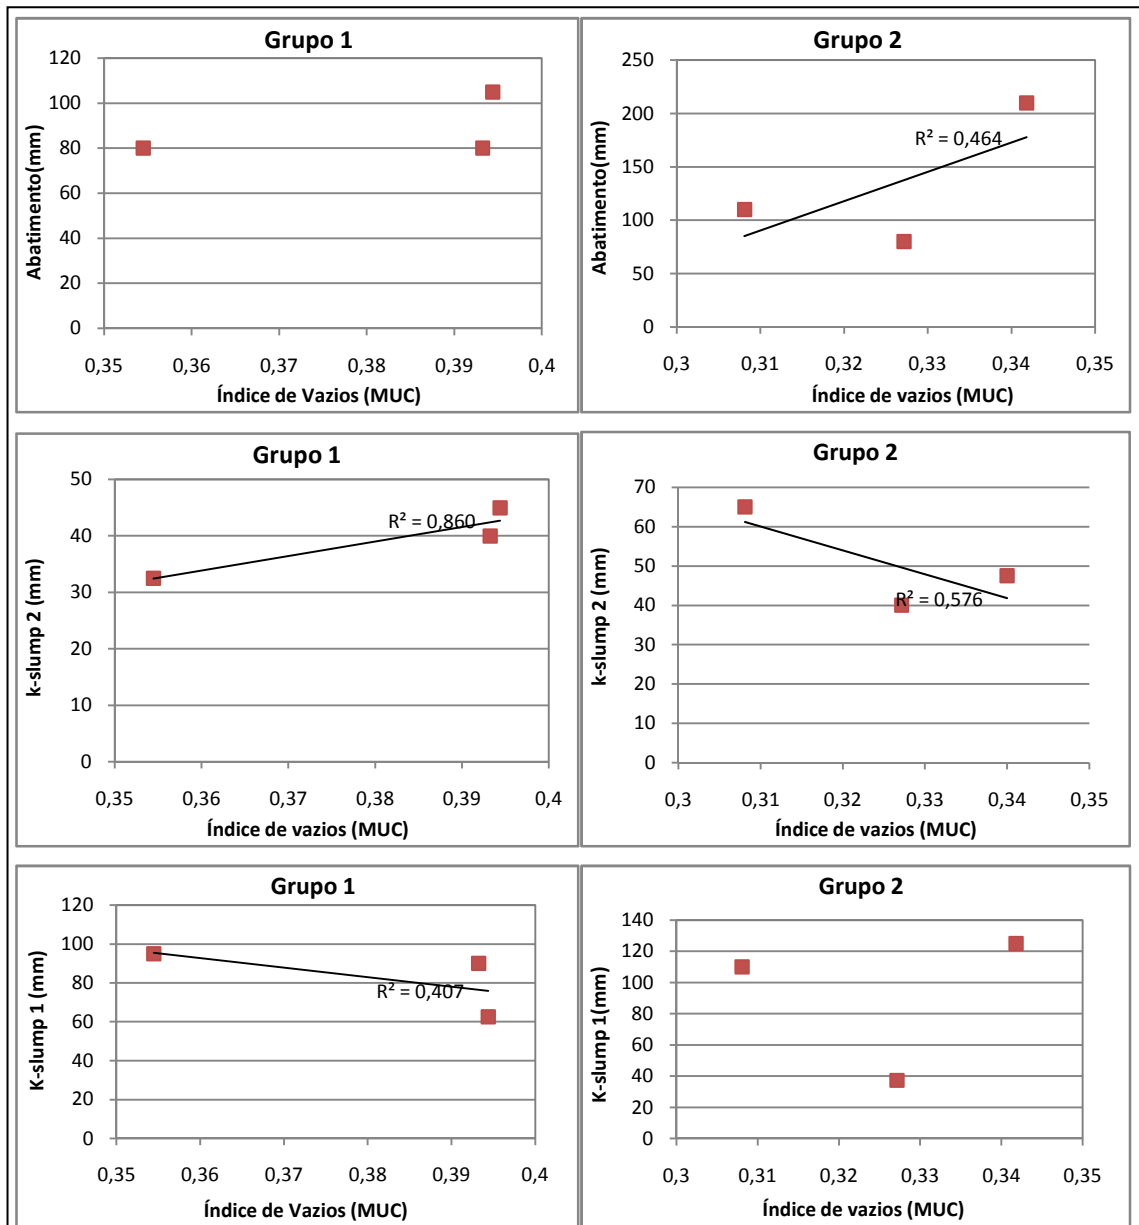 Grupo 1
120
100
80
60
40
20
0
Abatimento(mm)
0,35 0,36 0,37 0,38 0,39 0,4
Índice de Vazios (MUC)
Grupo 2
250
200
150
100
50
0
Abatimento(mm)
R² = 0,464
0,3 0,31 0,32 0,33 0,34 0,35
Índice de vazios (MUC)
Grupo 1
50
40
30
20
10
0
k-slump 2 (mm)
R² = 0,860
0,35 0,36 0,37 0,38 0,39 0,4
Índice de vazios (MUC)
Grupo 2
70
60
50
40
30
20
10
0
k-slump 2 (mm)
R² = 0,576
0,3 0,31 0,32 0,33 0,34 0,35
Índice de vazios (MUC)
Grupo 1
120
100
80
60
40
20
0
K-slump 1 (mm)
R² = 0,407
0,35 0,36 0,37 0,38 0,39 0,4
Índice de Vazios (MUC)
Grupo 2
140
120
100
80
60
40
20
0
K-slump 1(mm)
0,3 0,31 0,32 0,33 0,34 0,35
Índice de vazios (MUC)